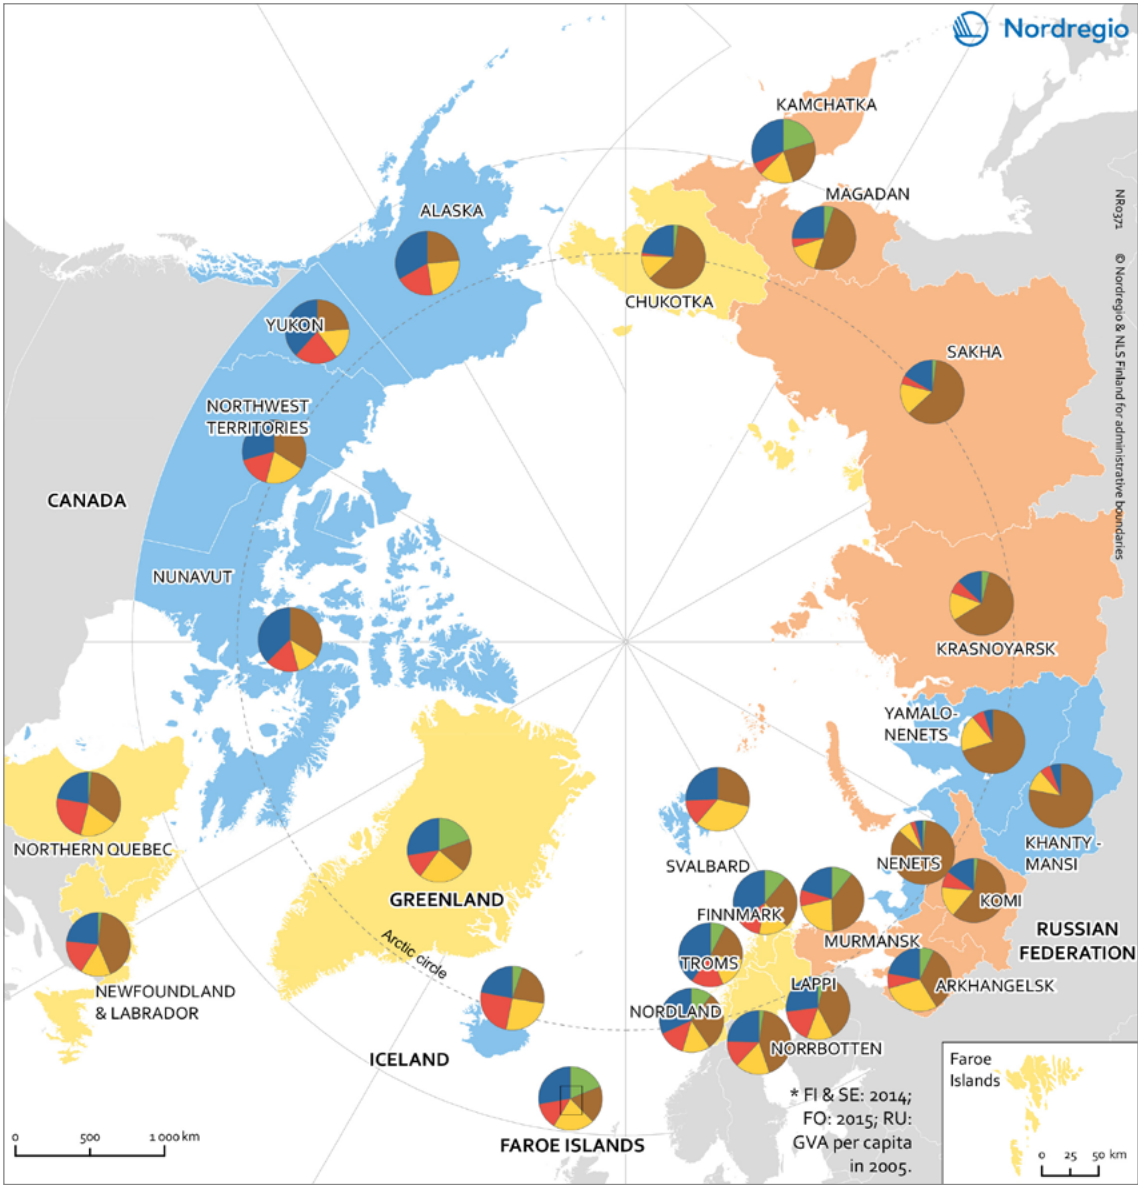 Nordregio
KAMCHATKA
MAGADAN
ALASKA
CHUKOTKA
NR0371 © Nordregio & NLS Finland for administrative boundaries
YUKON
SAKHA
NORTHWEST
TERRITORIES
CANADA
NUNAVUT
KRASNOYARSK
YAMALO-
NENETS
NORTHERN QUEBEC
SVALBARD
NENETS
KHANTY -
MANSI
GREENLAND
KOMI
FINNMARK
MURMANSK
RUSSIAN
FEDERATION
Arctic circle
TROMS
LAPPI
ARKHANGELSK
NEWFOUNDLAND
& LABRADOR
NORDLAND
NORRBOTTEN
ICELAND
FAROE ISLANDS
* FI & SE: 2014;
FO: 2015; RU:
GVA per capita
in 2005.
Faroe
Islands
0 25 50 km
0 500 1 000 km